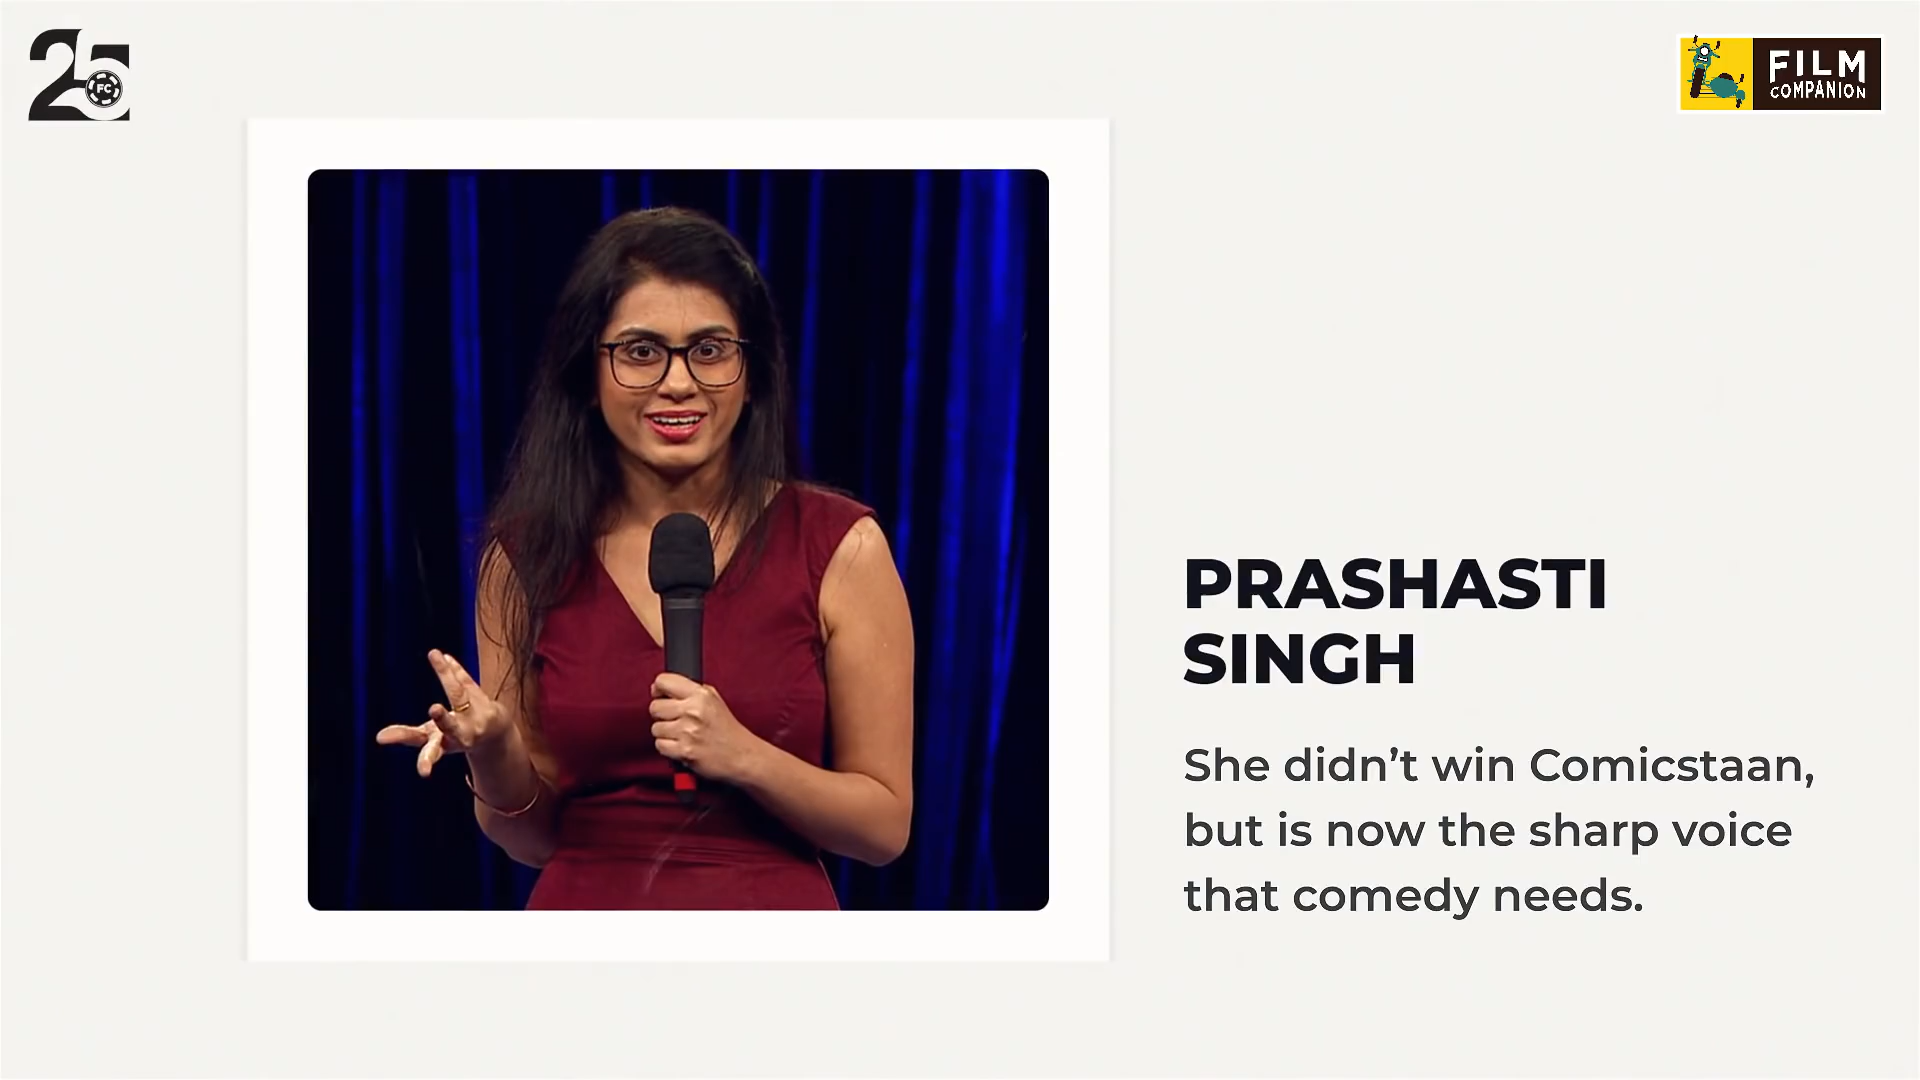 25
FC
FILM
COMPANION
PRASHASTI
SINGH
She didn’t win Comicstaan,
but is now the sharp voice
that comedy needs.